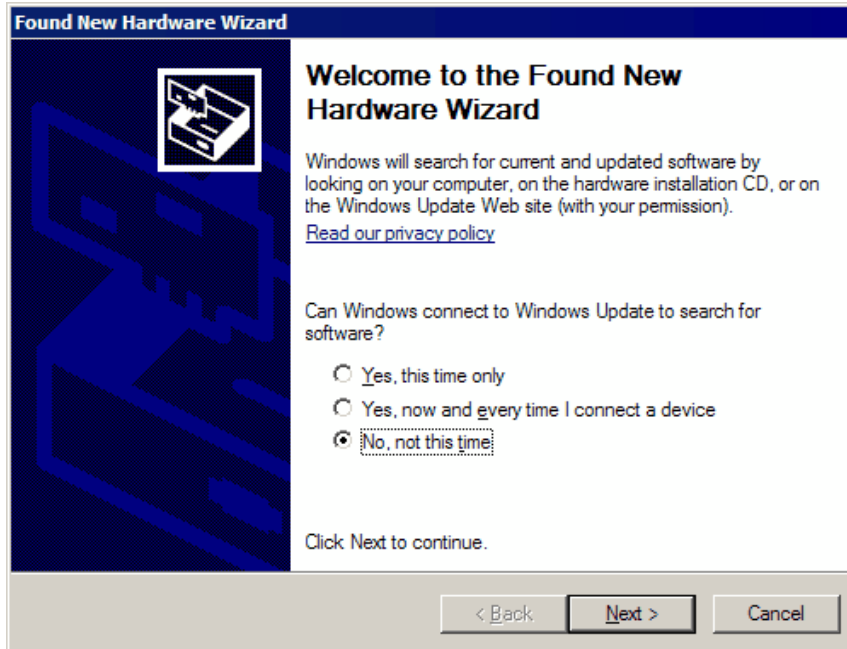 Found New Hardware Wizard
Welcome to the Found New
Hardware Wizard
Windows will search for current and updated software by
looking on your computer, on the hardware installation CD, or on
the Windows Update Web site (with your permission).
Read our privacy policy
Can Windows connect to Windows Update to search for
software?
Yes, this time only
Yes, now and every time I connect a device
No, not this time
Click Next to continue.
< Back Next > Cancel